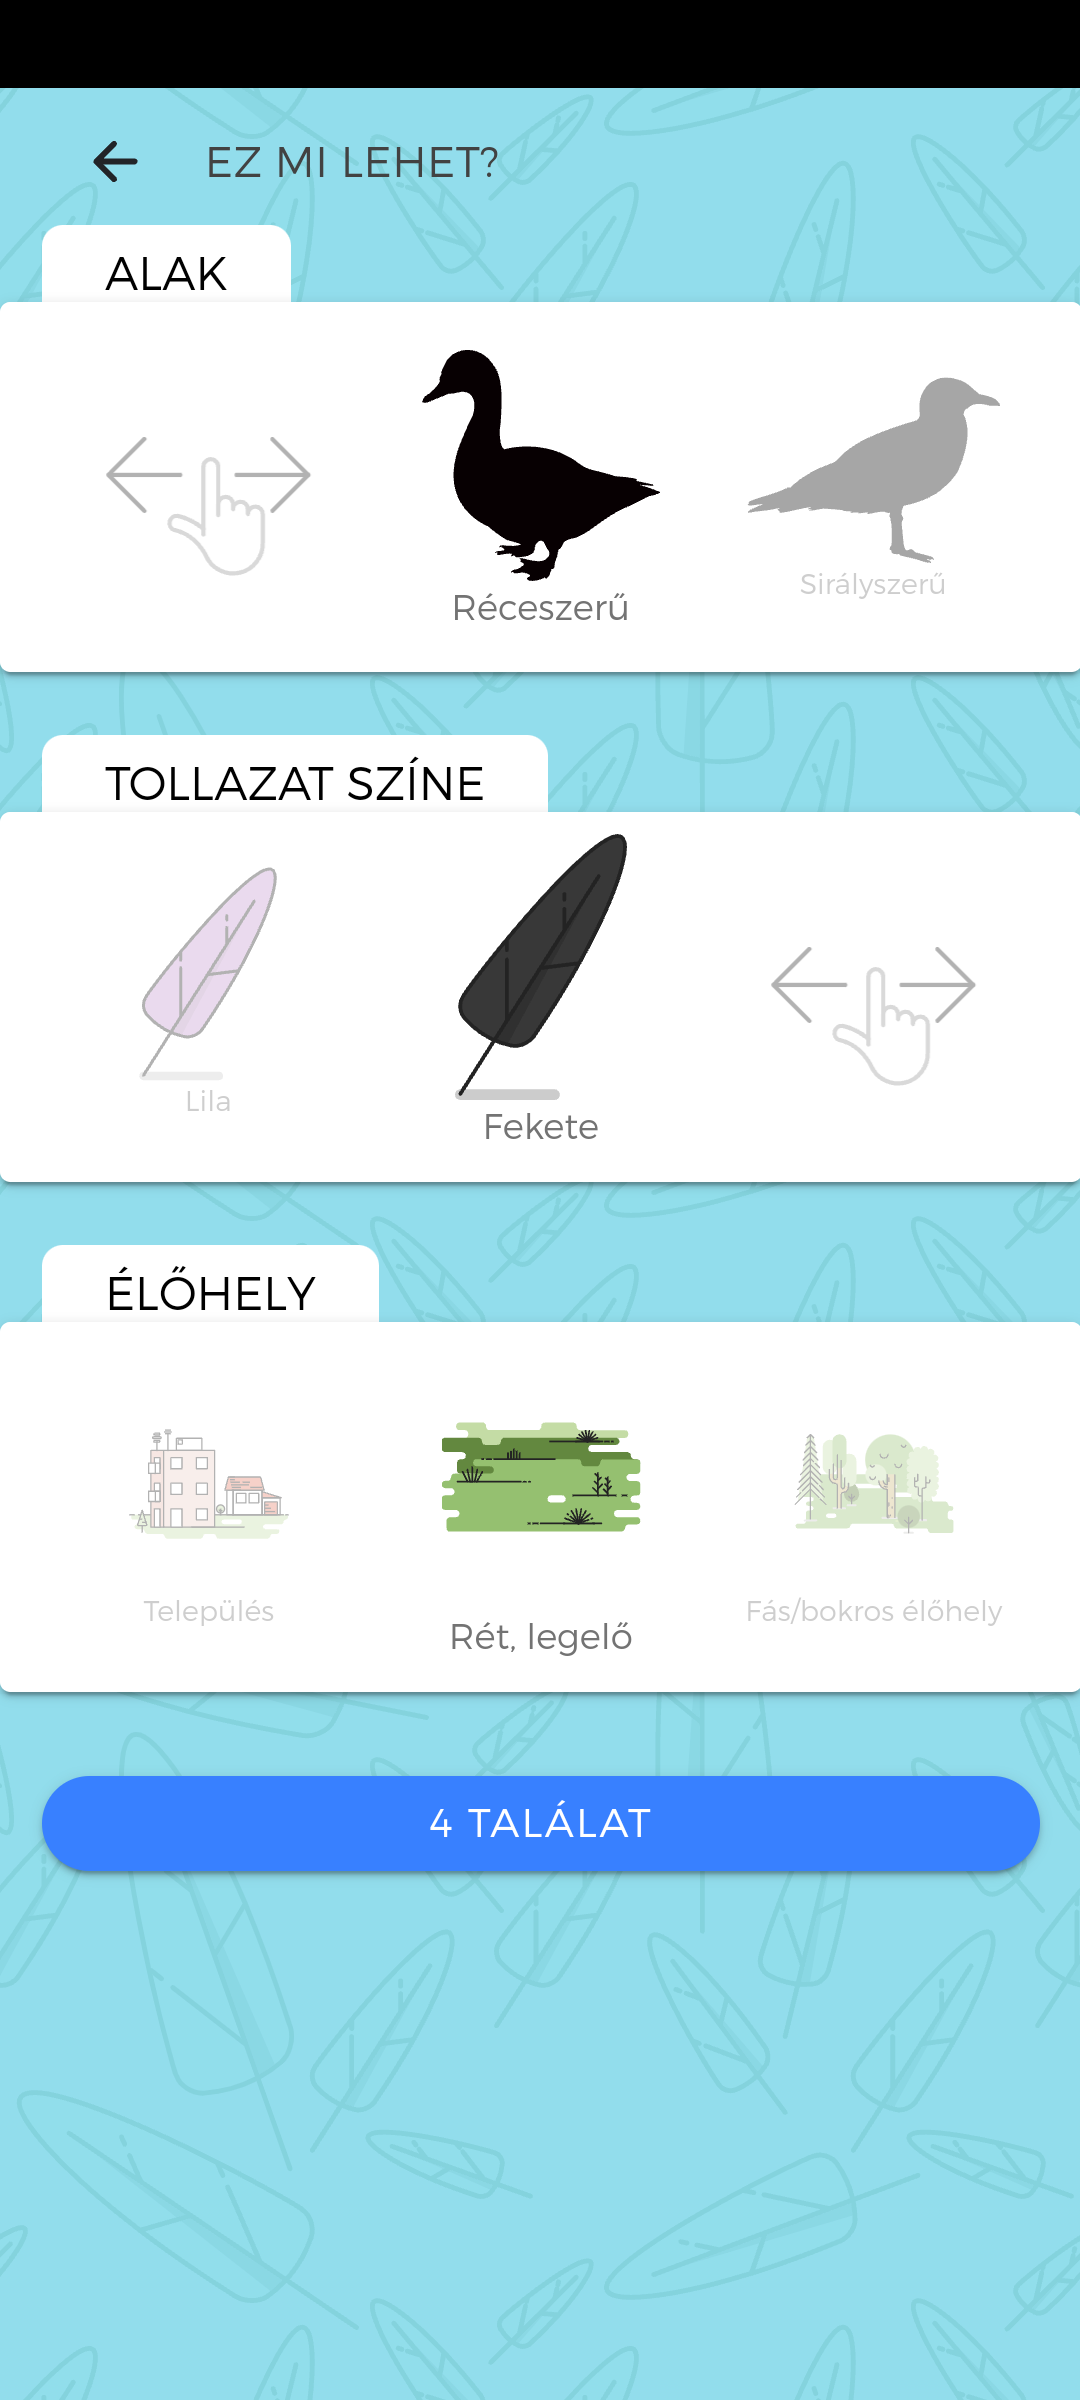 EZ MI LEHET?
ALAK
Réceszerű
Sirályszerű
TOLLAZAT SZÍNE
Lila
Fekete
ÉLŐHELY
Település
Rét, legelő
Fás/bokros élőhely
4 TALÁLAT